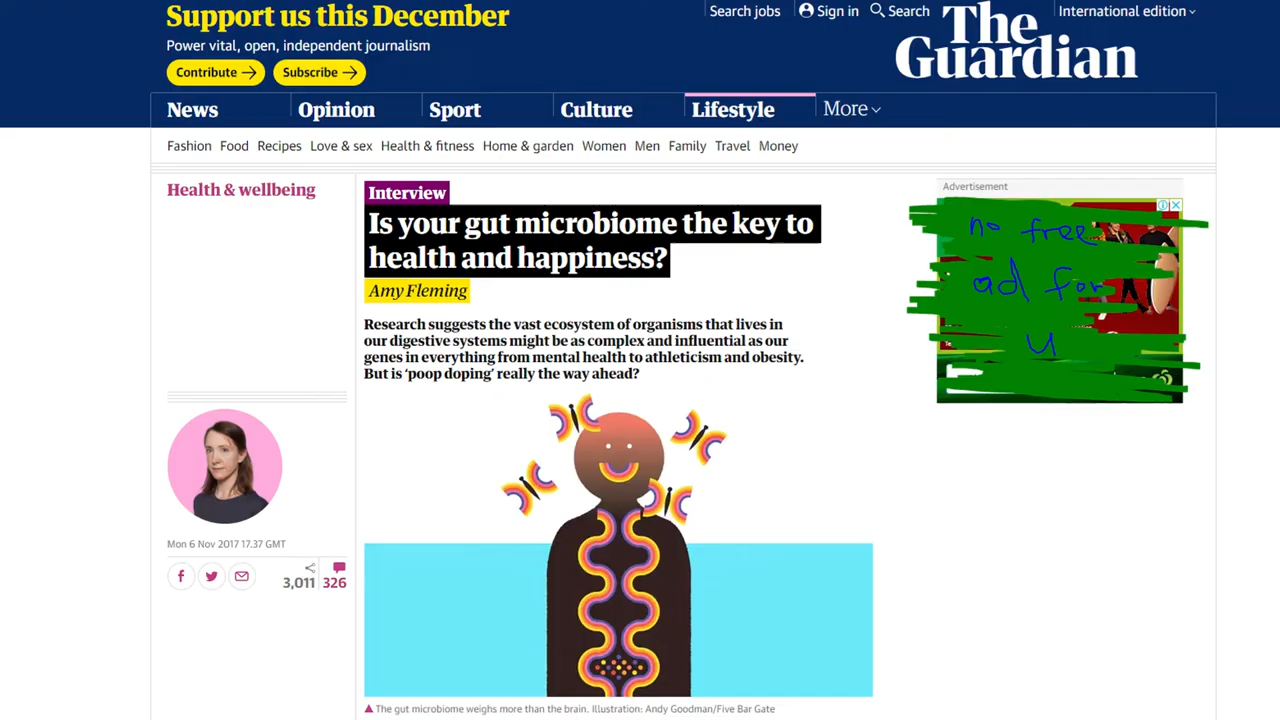 Support us this December
Power vital, open, independent journalism
Contribute
Subscribe
Search jobs
Sign in
Search
International edition
The
Guardian
News
Opinion
Sport
Culture
Lifestyle
More
Fashion Food Recipes Love & sex Health & fitness Home & garden Women Men Family Travel Money
Health & wellbeing
Interview
Is your gut microbiome the key to
health and happiness?
Amy Fleming
Research suggests the vast ecosystem of organisms that lives in
our digestive systems might be as complex and influential as our
genes in everything from mental health to athleticism and obesity.
But is ‘poop doping’ really the way ahead?
Mon 6 Nov 2017 17.37 GMT
3,011
326
The gut microbiome weighs more than the brain. Illustration: Andy Goodman/Five Bar Gate
Advertisement
no free
ad for
u